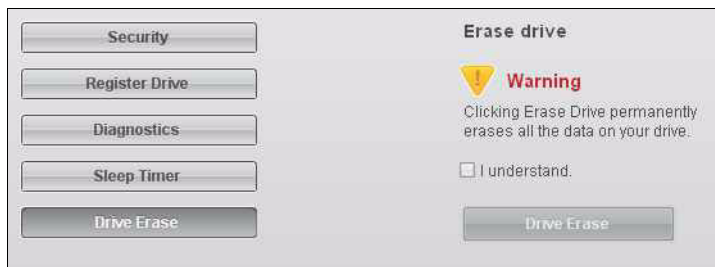 Security
Register Drive
Diagnostics
Sleep Timer
Drive Erase
Erase drive
Warning
Clicking Erase Drive permanently
erases all the data on your drive.
I understand.
Drive Erase